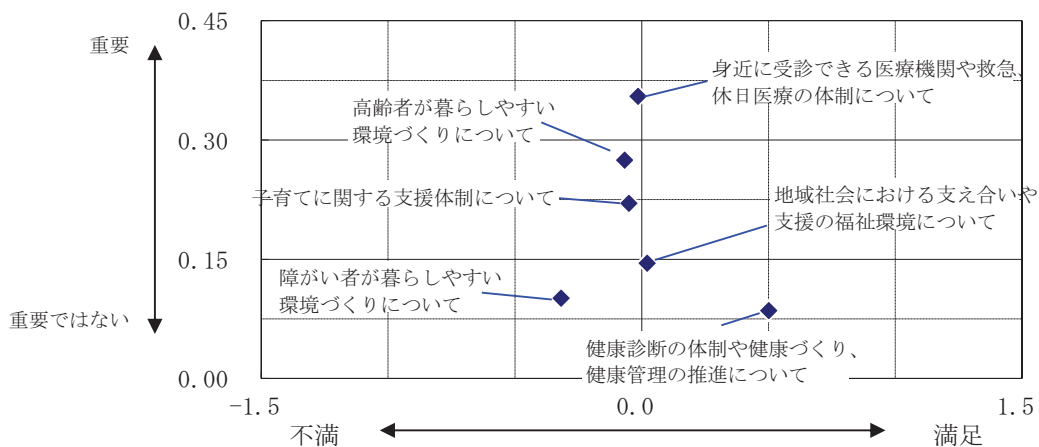 0.45
重要
身近に受診できる医療機関や救急、
休日医療の体制について
高齢者が暮らしやすい
環境づくりについて
0.30
子育てに関する支援体制について
地域社会における支え合いや
支援の福祉環境について
0.15
障がい者が暮らしやすい
環境づくりについて
重要ではない
健康診断の体制や健康づくり、
健康管理の推進について
0.00
-1.5
0.0
1.5
不満
満足